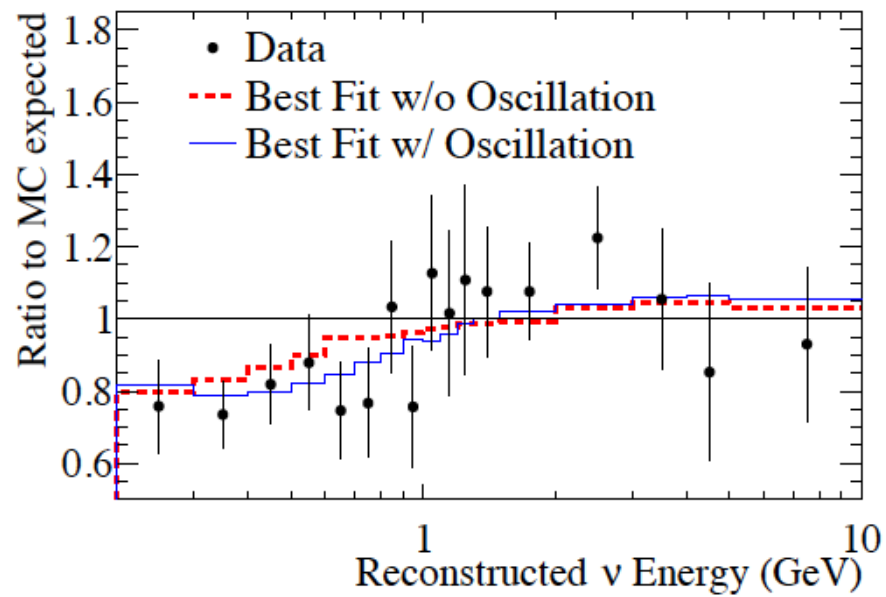 Ratio to MC expected
1.8
1.6
1.4
1.2
1
0.8
0.6
Data
Best Fit w/o Oscillation
Best Fit w/ Oscillation
1
10
Reconstructed ν Energy (GeV)